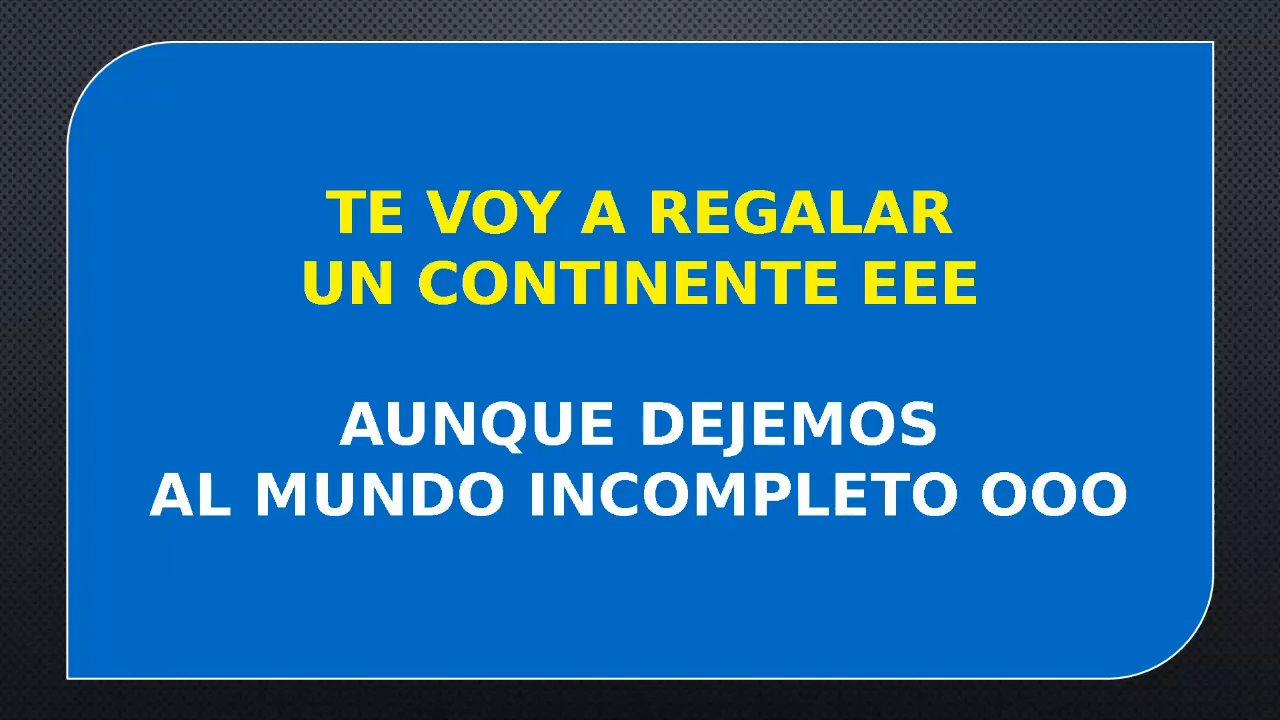 TE VOY A REGALAR
UN CONTINENTE EEE
AUNQUE DEJEMOS
AL MUNDO INCOMPLETO OOO